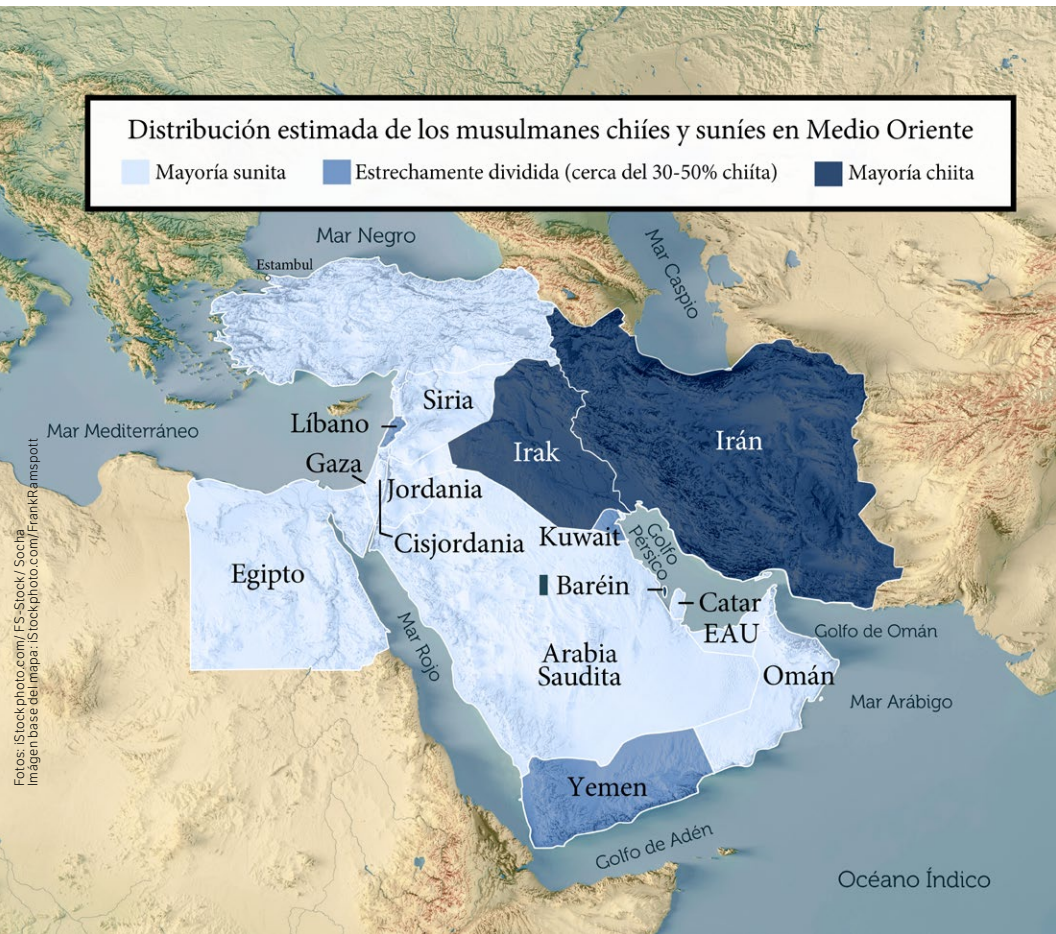 Distribución estimada de los musulmanes chiíes y suníes en Medio Oriente
Mayoría sunita
Estrechamente dividida (cerca del 30-50% chiíta)
Mayoría chiita
Mar Negro
Mar Caspio
Estambul
Siria
Líbano
Mar Mediterráneo
Irán
Irak
Gaza
Jordania
Cisjordania
Kuwait
Golfo
Pérsico
Egipto
Baréin
Catar
EAU
Golfo de Omán
Mar Rojo
Arabia
Saudita
Omán
Mar Arábigo
Yemen
Golfo de Adén
Océano Índico
Fotos: iStockphoto.com/ FS-Stock/ Socha
Imágen base del mapa: iStockphoto.com/FrankRamspott